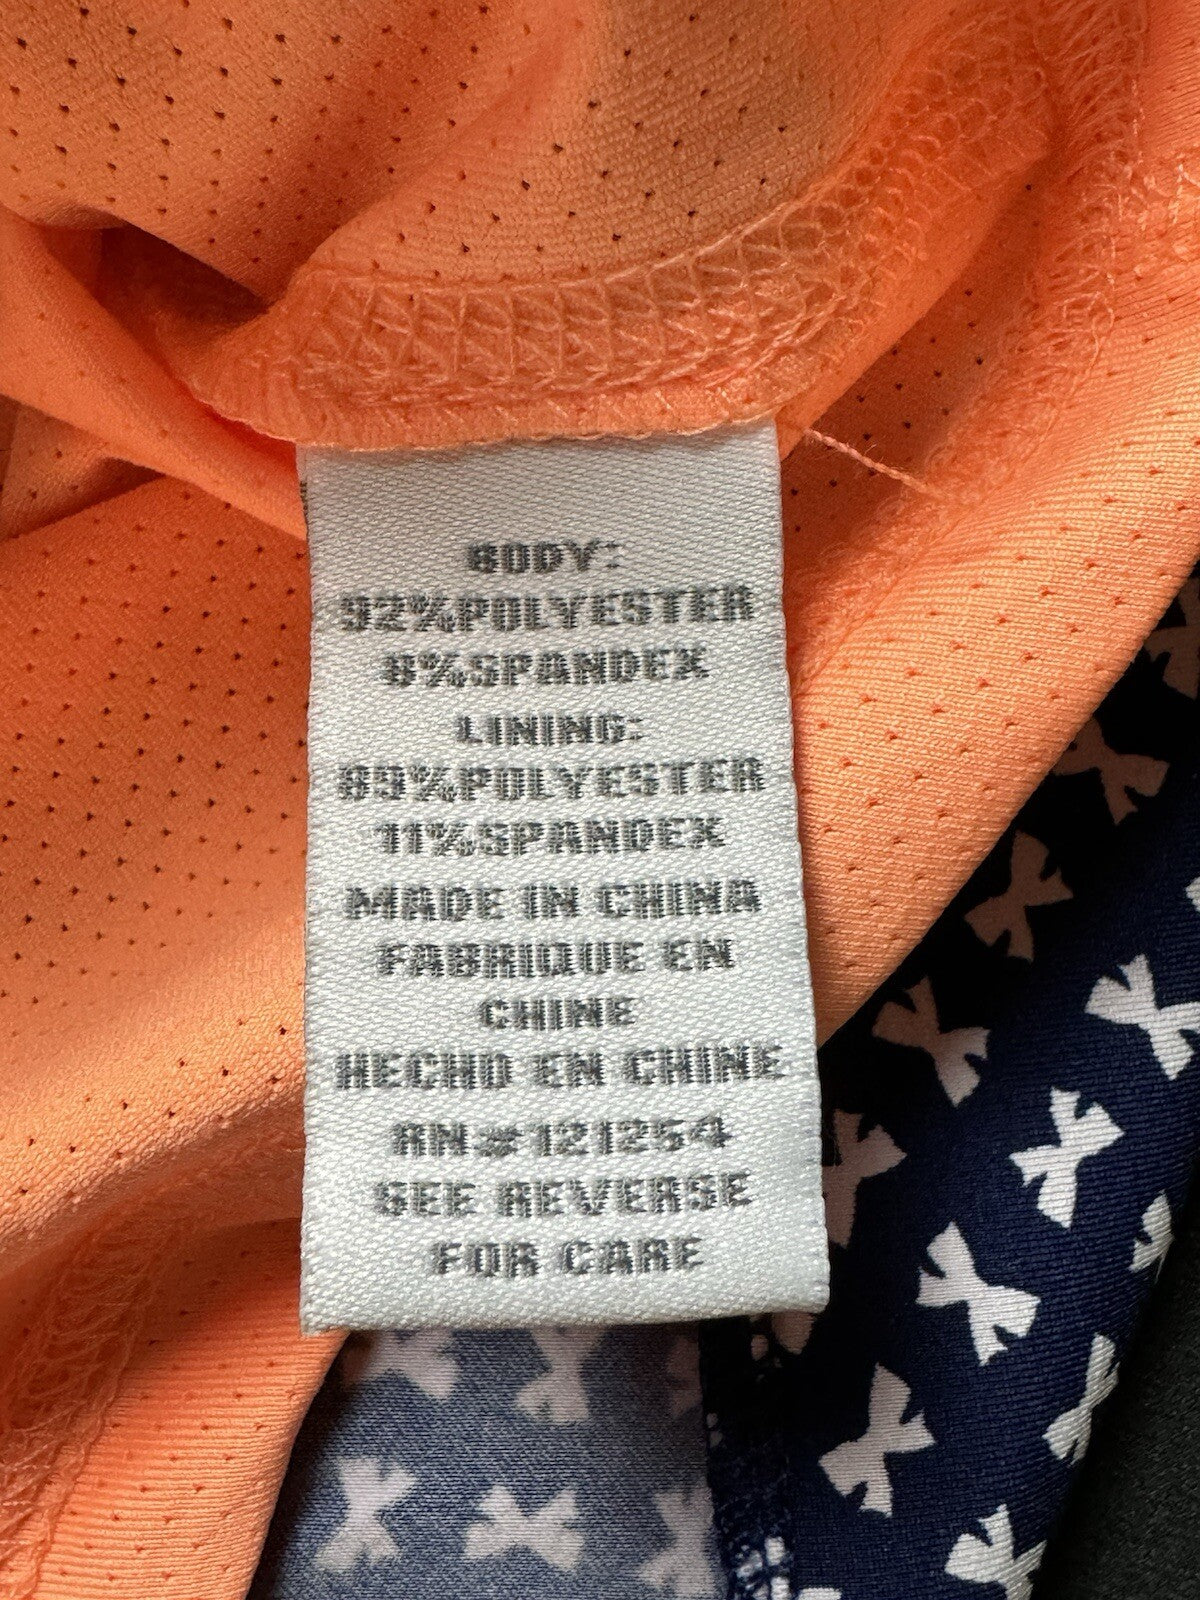 BODY:
92%POLYESTER
8%SPANDEX
LINING:
89%POLYESTER
11%SPANDEX
MADE IN CHINA
FABRIQUE EN
CHINE
HECHO EN CHINE
RN#121254
SEE REVERSE
FOR CARE